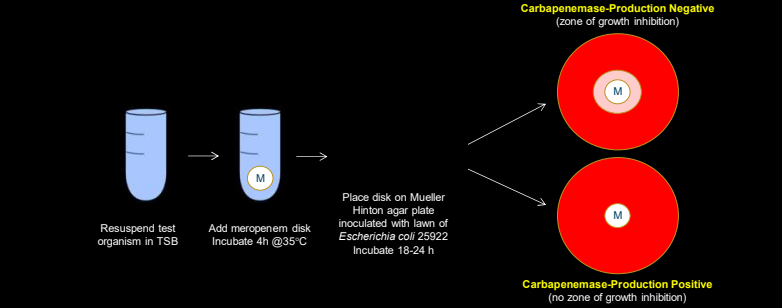 Carbapenemase-Production Negative
(zone of growth inhibition)
M
M
Resuspend test
organism in TSB
Add meropenem disk
Incubate 4h @35°C
Place disk on Mueller
Hinton agar plate
inoculated with lawn of
Escherichia coli 25922
Incubate 18-24 h
M
Carbapenemase-Production Positive
(no zone of growth inhibition)